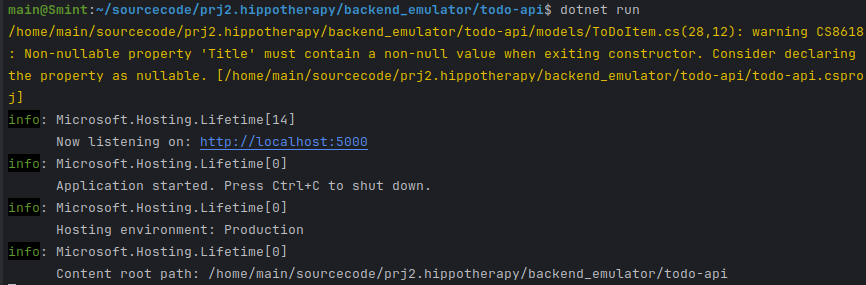 main@Smint:~/sourcecode/prj2.hippotherapy/backend_emulator/todo-api$ dotnet run
/home/main/sourcecode/prj2.hippotherapy/backend_emulator/todo-api/models/ToDoItem.cs(28,12): warning CS8618
: Non-nullable property 'Title' must contain a non-null value when exiting constructor. Consider declaring
the property as nullable. [/home/main/sourcecode/prj2.hippotherapy/backend_emulator/todo-api/todo-api.cspro
j]
info: Microsoft.Hosting.Lifetime[14]
      Now listening on: http://localhost:5000
info: Microsoft.Hosting.Lifetime[0]
      Application started. Press Ctrl+C to shut down.
info: Microsoft.Hosting.Lifetime[0]
      Hosting environment: Production
info: Microsoft.Hosting.Lifetime[0]
      Content root path: /home/main/sourcecode/prj2.hippotherapy/backend_emulator/todo-api